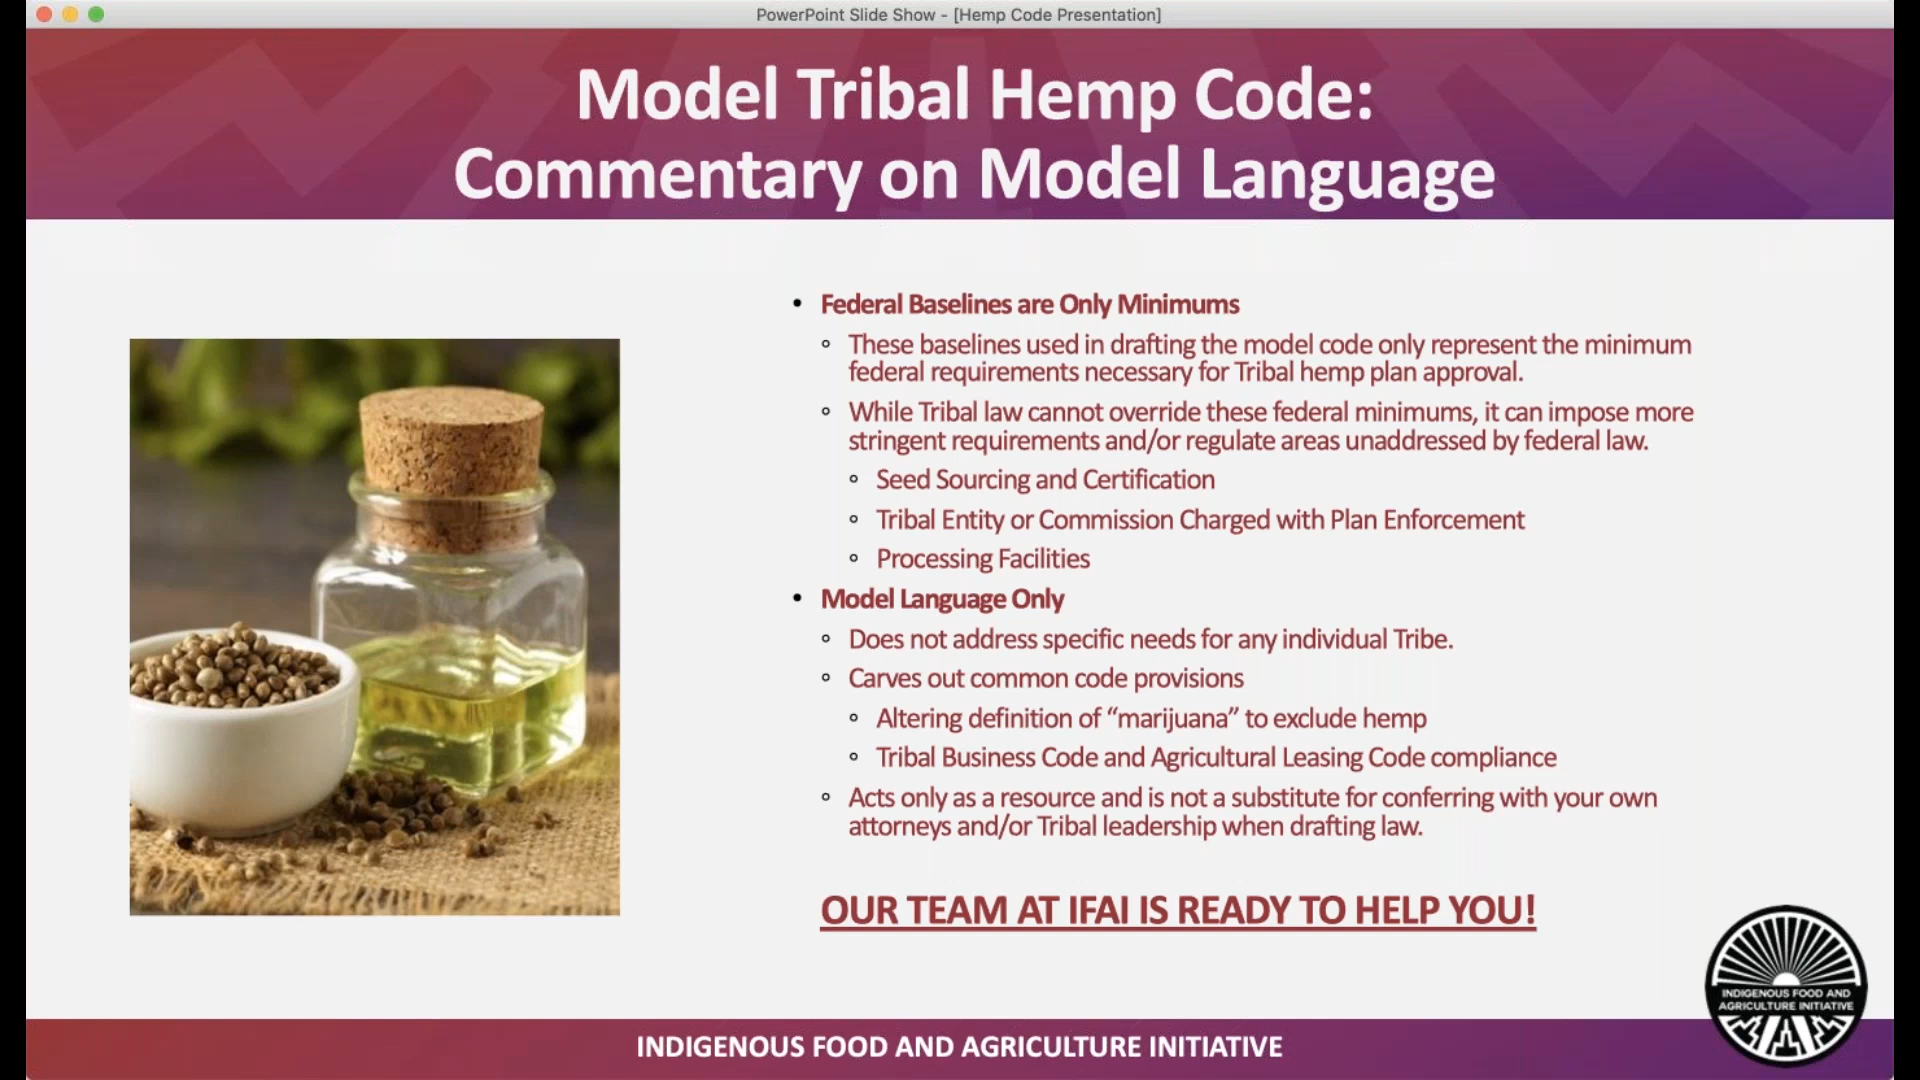 PowerPoint Slide Show - [Hemp Code Presentation]
Model Tribal Hemp Code:
Commentary on Model Language
• Federal Baselines are Only Minimums
◦ These baselines used in drafting the model code only represent the minimum
federal requirements necessary for Tribal hemp plan approval.
◦ While Tribal law cannot override these federal minimums, it can impose more
stringent requirements and/or regulate areas unaddressed by federal law.
◦ Seed Sourcing and Certification
◦ Tribal Entity or Commission Charged with Plan Enforcement
◦ Processing Facilities
• Model Language Only
◦ Does not address specific needs for any individual Tribe.
◦ Carves out common code provisions
◦ Altering definition of “marijuana” to exclude hemp
◦ Tribal Business Code and Agricultural Leasing Code compliance
◦ Acts only as a resource and is not a substitute for conferring with your own
attorneys and/or Tribal leadership when drafting law.
OUR TEAM AT IFAI IS READY TO HELP YOU!
INDIGENOUS FOOD AND
AGRICULTURE INITIATIVE
INDIGENOUS FOOD AND AGRICULTURE INITIATIVE